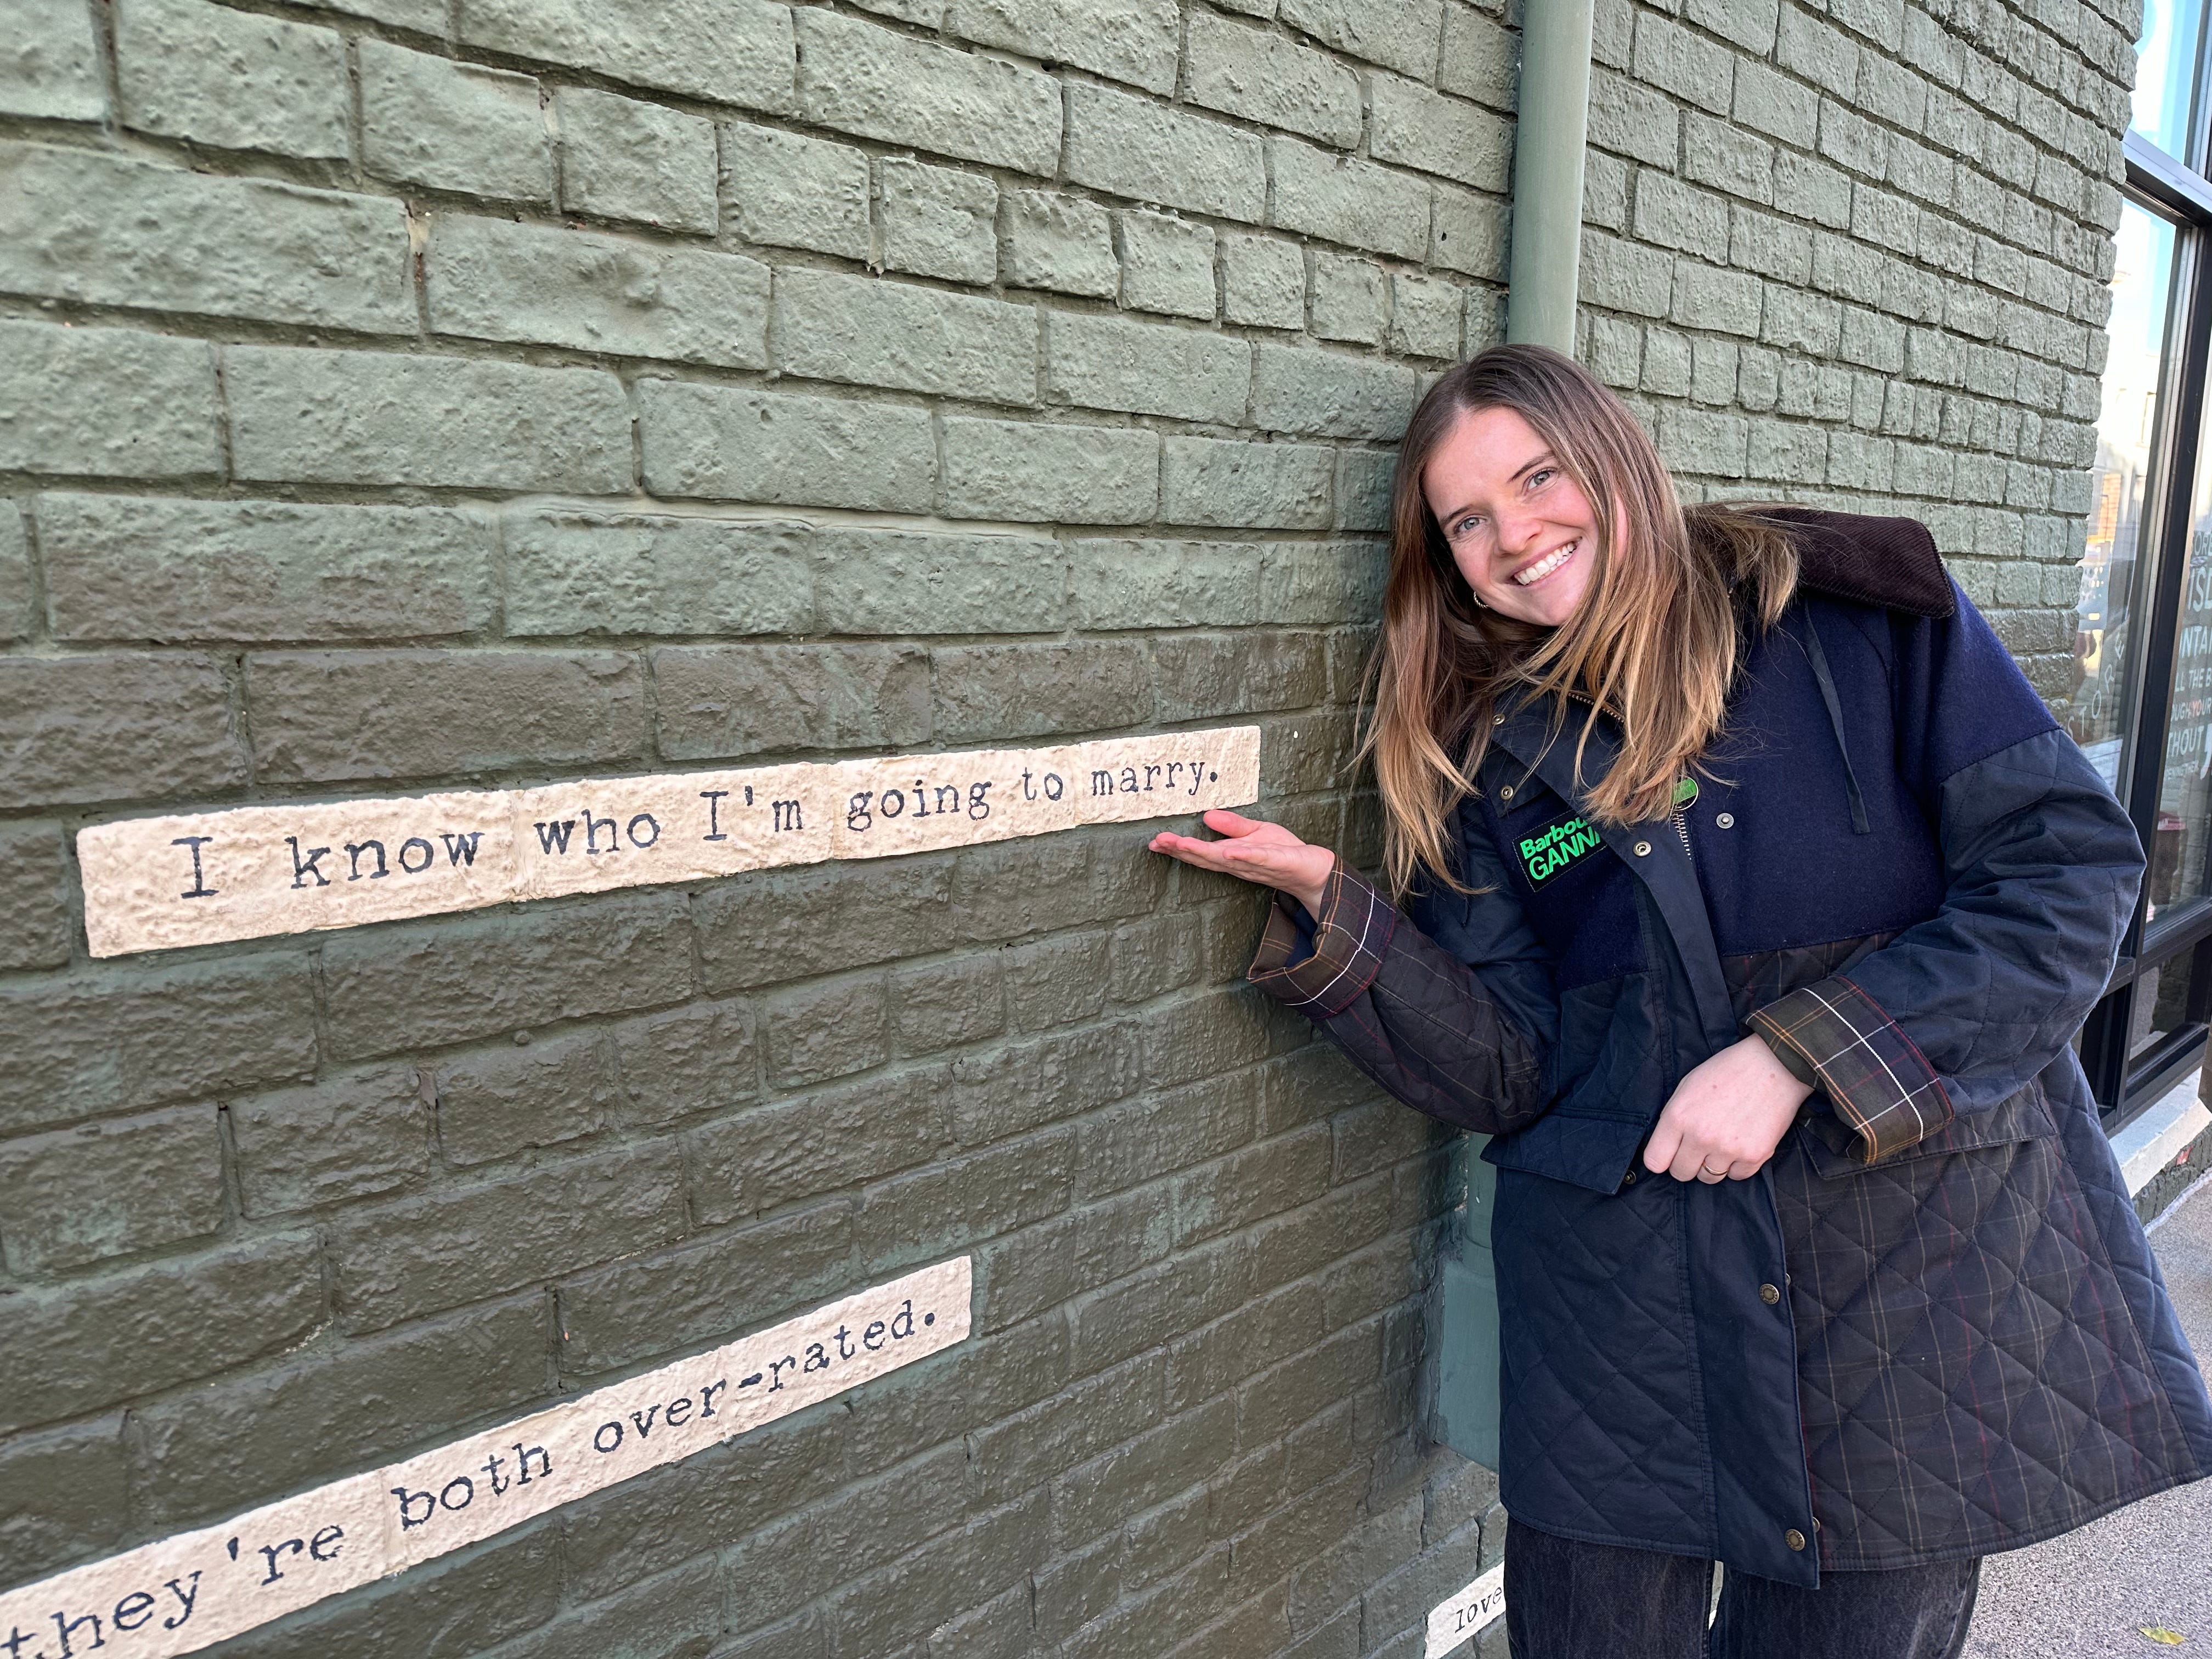 I know who I'm going to marry.
they're both over-rated.
love
Barbour
GANNI